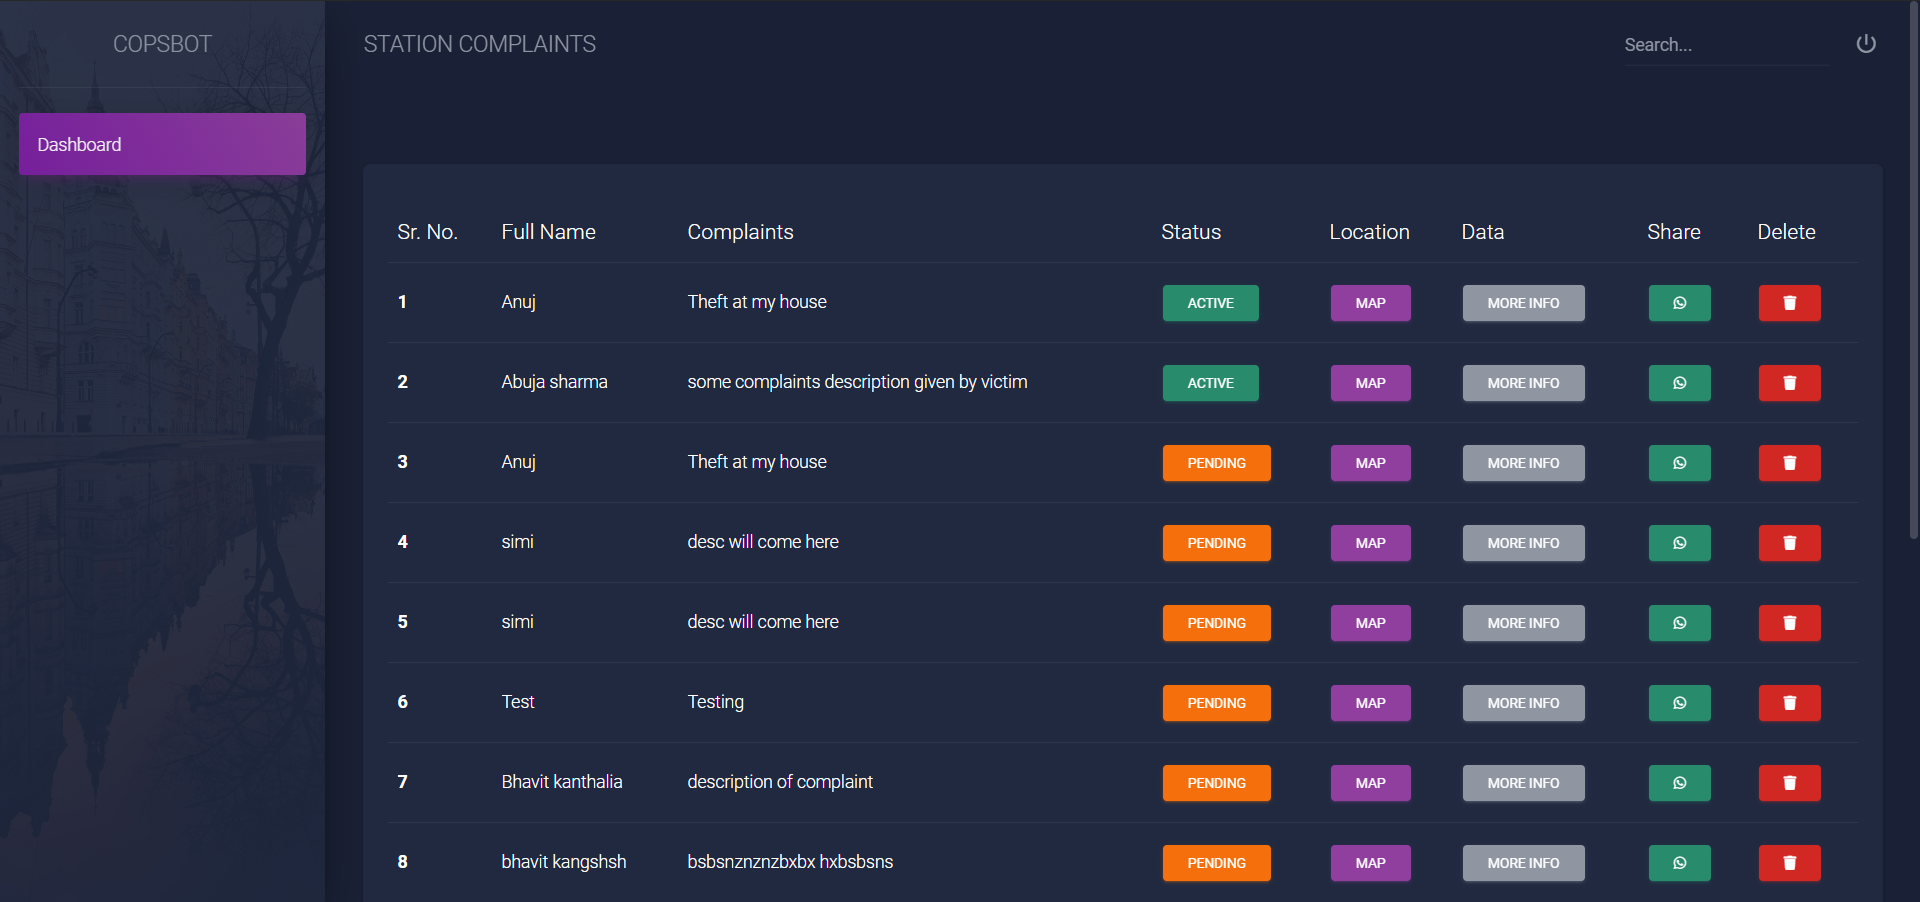 COPSBOT
Dashboard
STATION COMPLAINTS
Search...
Sr. No. Full Name Complaints Status Location Data Share Delete
1 Anuj Theft at my house ACTIVE MAP MORE INFO
2 Abuja sharma some complaints description given by victim ACTIVE MAP MORE INFO
3 Anuj Theft at my house PENDING MAP MORE INFO
4 simi desc will come here PENDING MAP MORE INFO
5 simi desc will come here PENDING MAP MORE INFO
6 Test Testing PENDING MAP MORE INFO
7 Bhavit kanthalia description of complaint PENDING MAP MORE INFO
8 bhavit kangshsh bsbsnznznzbxbx hxbsbsns PENDING MAP MORE INFO